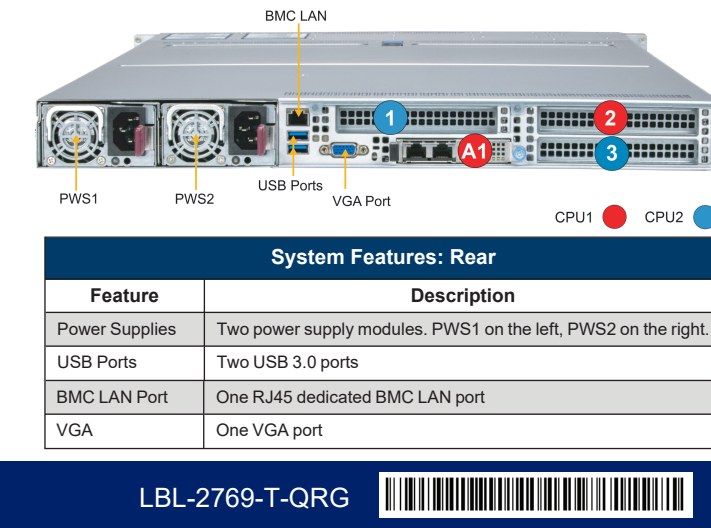 BMC LAN
1
2
A1
3
PWS1
PWS2
USB Ports
VGA Port
CPU1
CPU2
System Features: Rear
Feature
Description
Power Supplies
Two power supply modules. PWS1 on the left, PWS2 on the right.
USB Ports
Two USB 3.0 ports
BMC LAN Port
One RJ45 dedicated BMC LAN port
VGA
One VGA port
LBL-2769-T-QRG